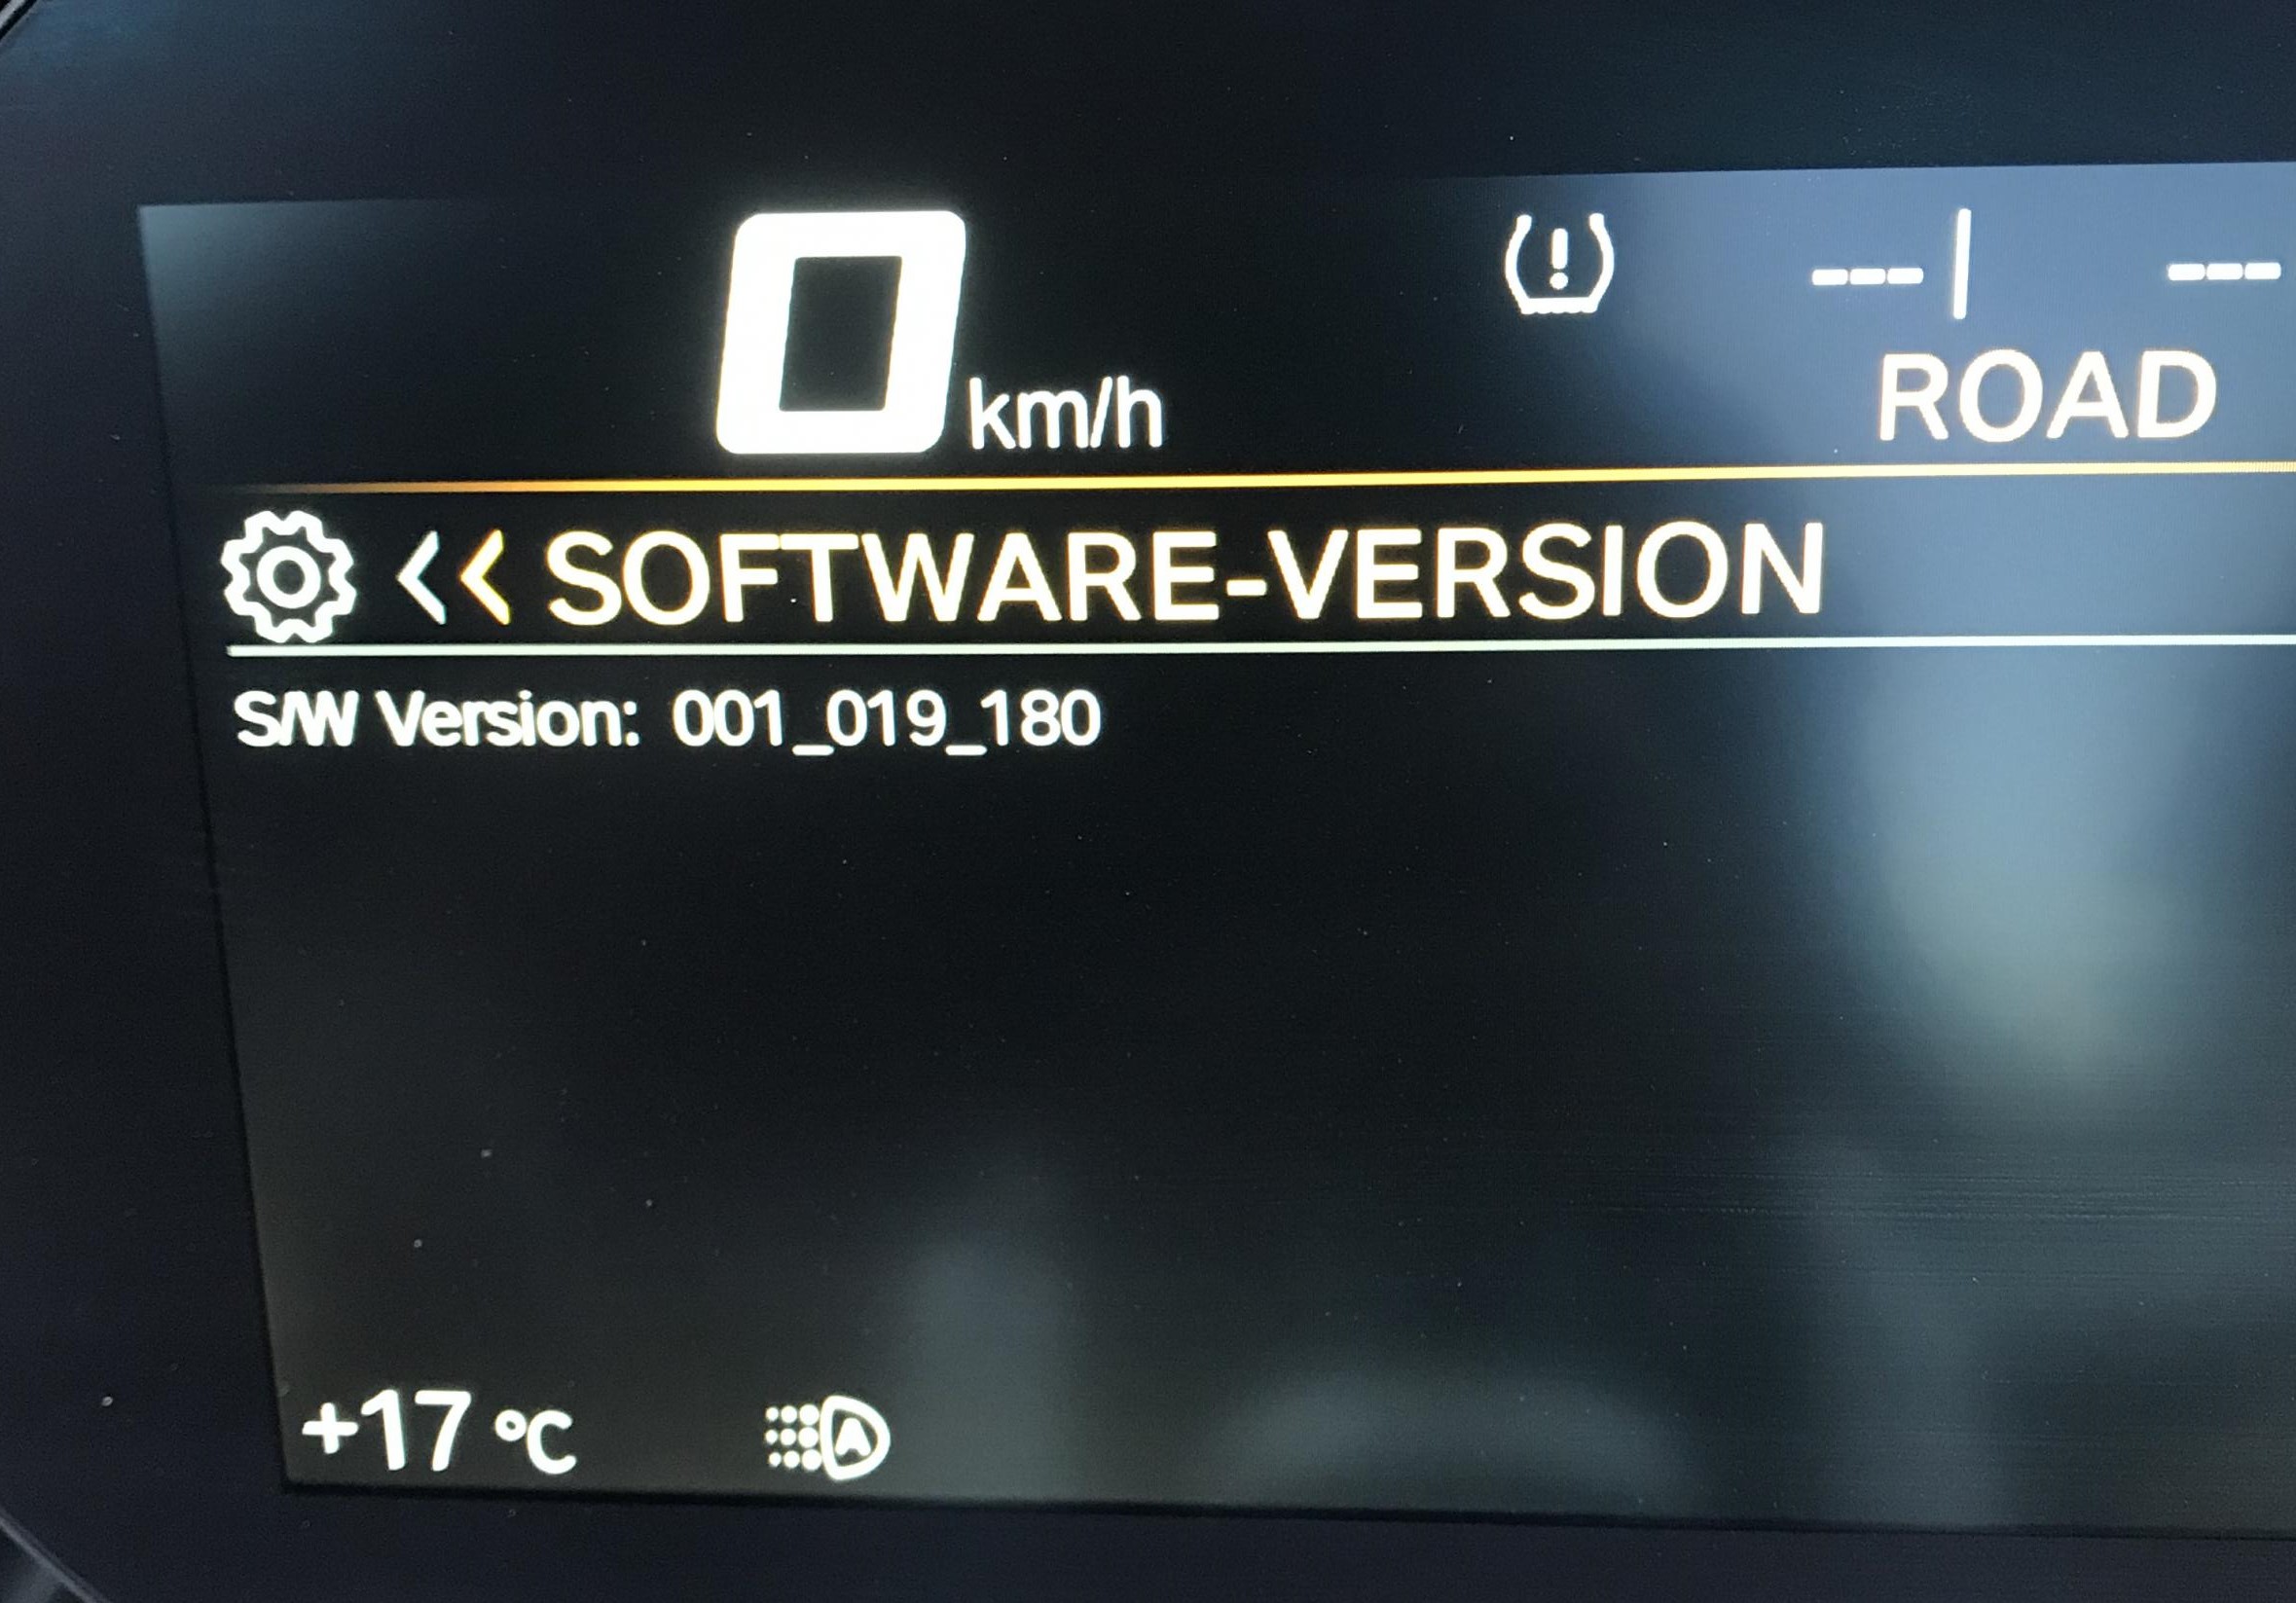 0 km/h
--- | ---
ROAD
<< SOFTWARE-VERSION
S/W Version: 001_019_180
+17 °C
A